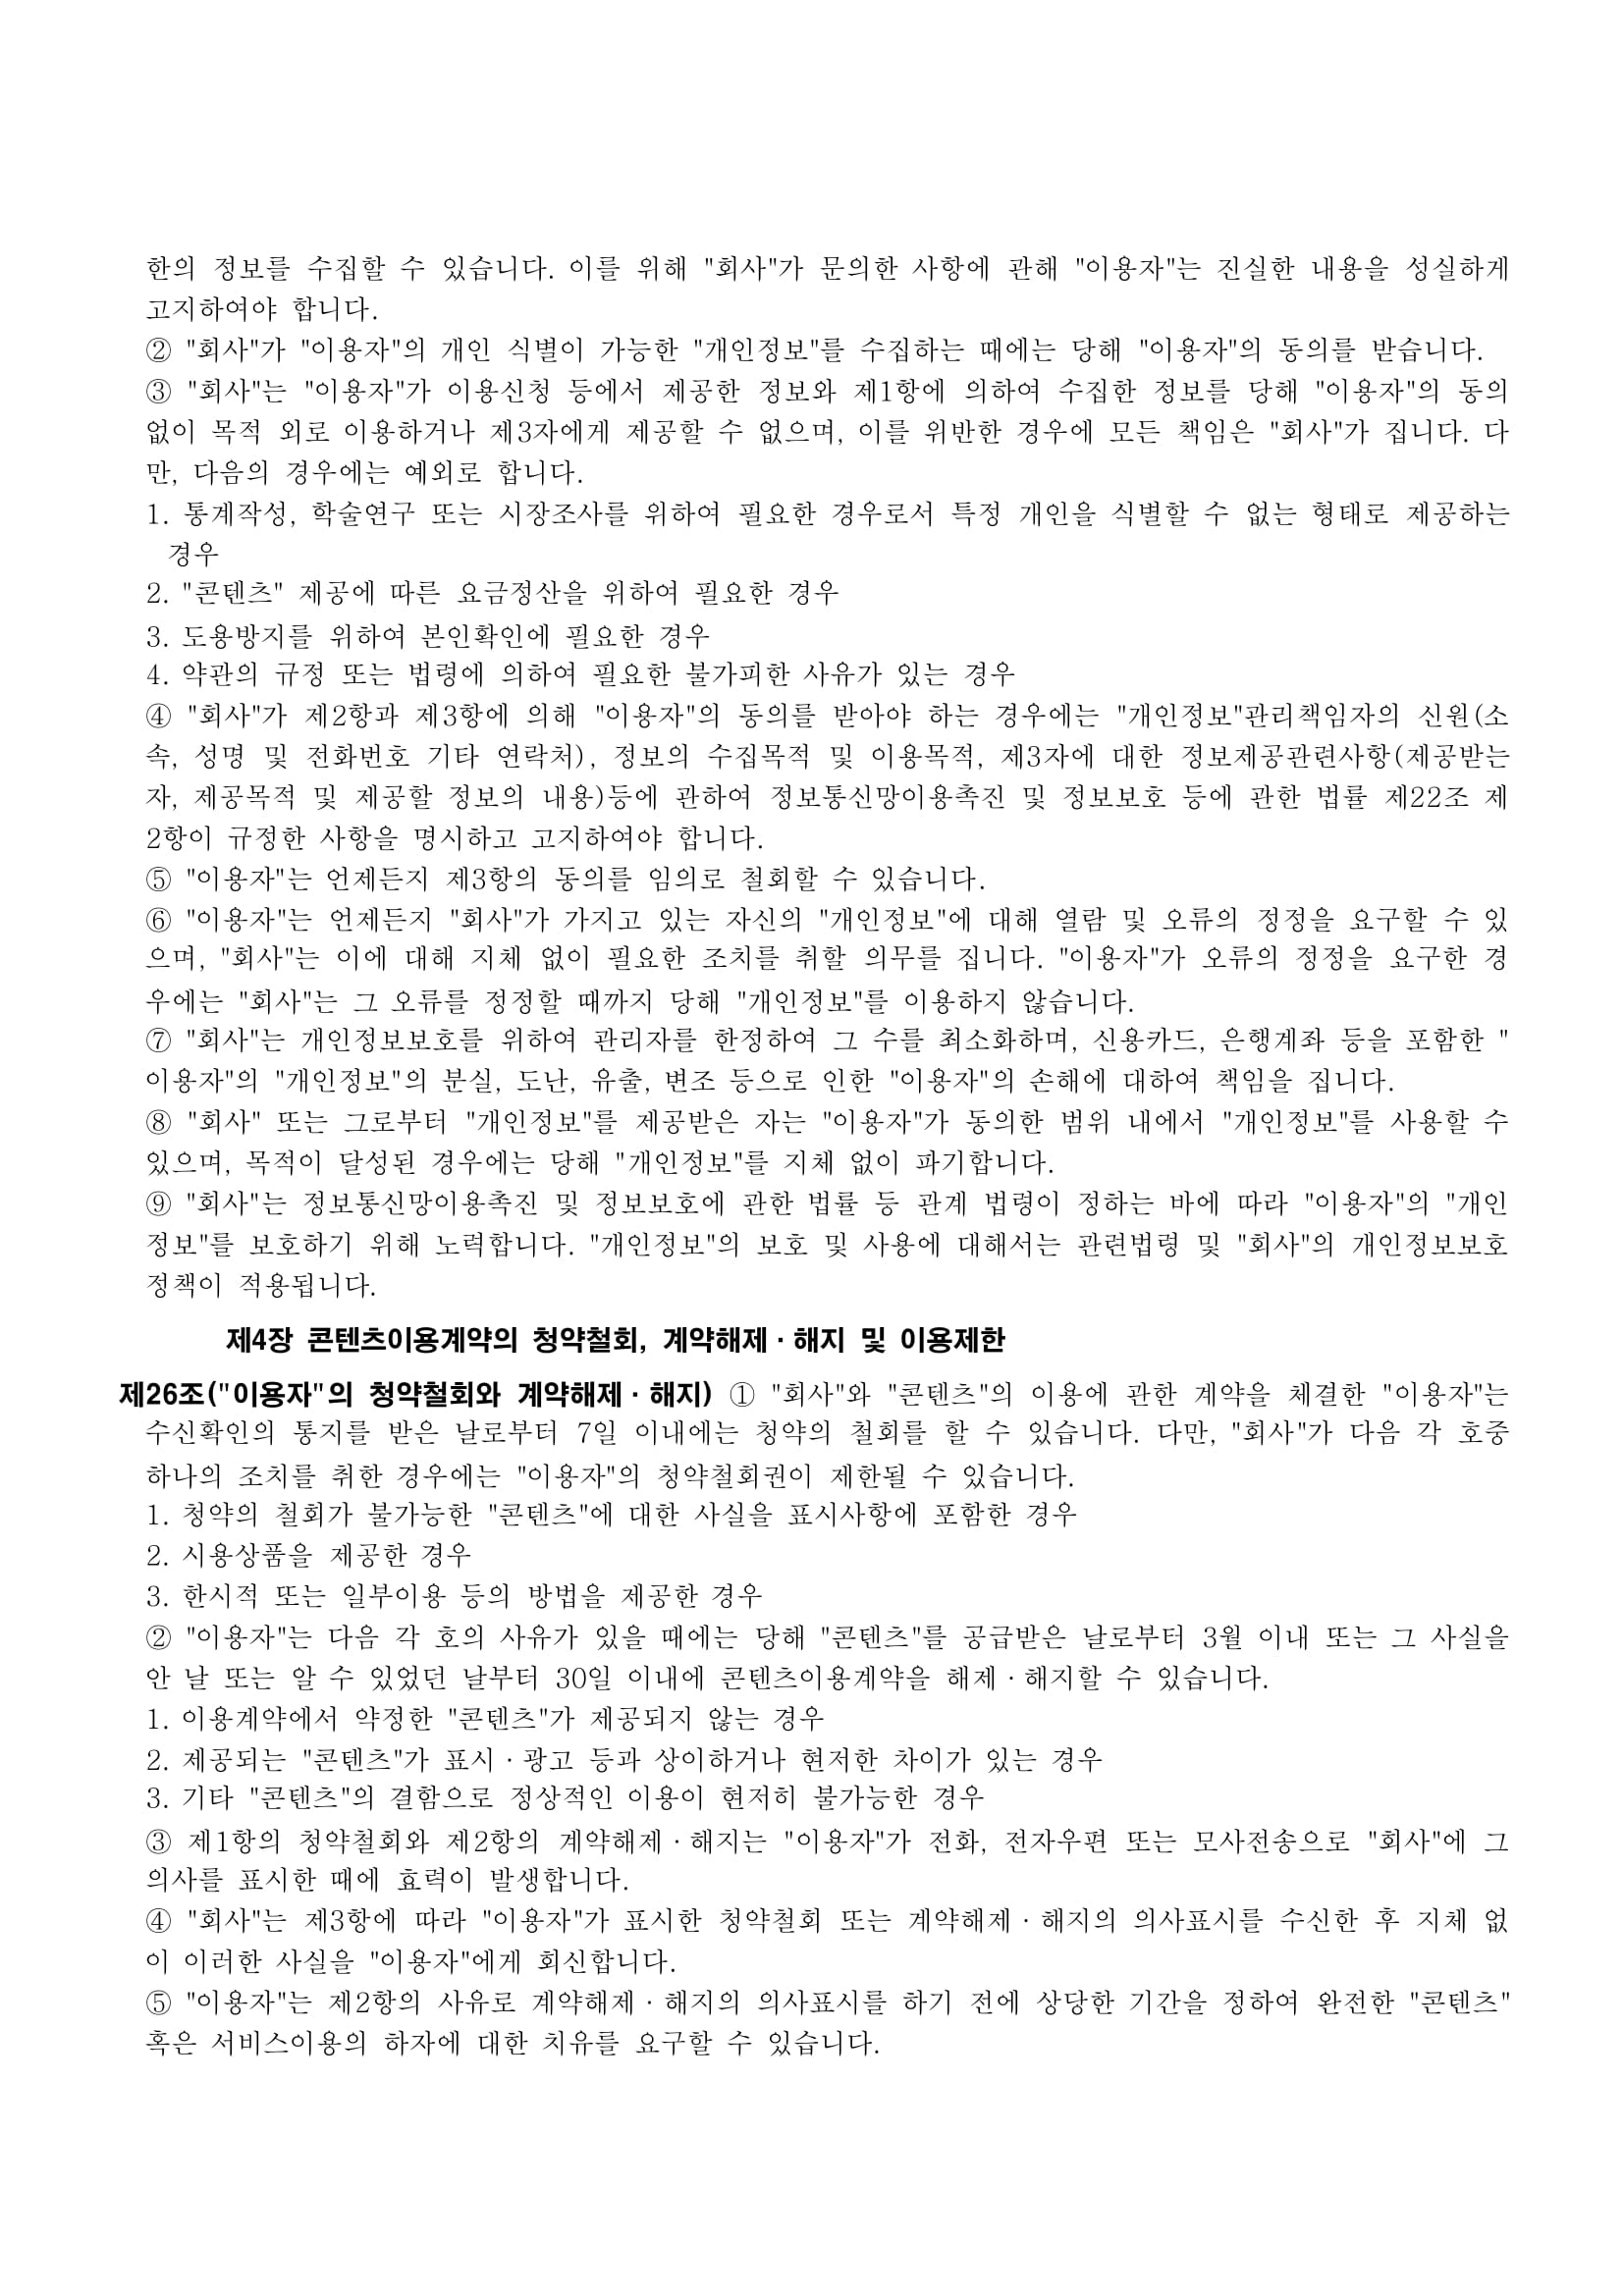 한의 정보를 수집할 수 있습니다. 이를 위해 "회사"가 문의한 사항에 관해 "이용자"는 진실한 내용을 성실하게
고지하여야 합니다.
② "회사"가 "이용자"의 개인 식별이 가능한 "개인정보"를 수집하는 때에는 당해 "이용자"의 동의를 받습니다.
③ "회사"는 "이용자"가 이용신청 등에서 제공한 정보와 제1항에 의하여 수집한 정보를 당해 "이용자"의 동의
없이 목적 외로 이용하거나 제3자에게 제공할 수 없으며, 이를 위반한 경우에 모든 책임은 "회사"가 집니다. 다
만, 다음의 경우에는 예외로 합니다.
1. 통계작성, 학술연구 또는 시장조사를 위하여 필요한 경우로서 특정 개인을 식별할 수 없는 형태로 제공하는
경우
2. "콘텐츠" 제공에 따른 요금정산을 위하여 필요한 경우
3. 도용방지를 위하여 본인확인에 필요한 경우
4. 약관의 규정 또는 법령에 의하여 필요한 불가피한 사유가 있는 경우
④ "회사"가 제2항과 제3항에 의해 "이용자"의 동의를 받아야 하는 경우에는 "개인정보"관리책임자의 신원(소
속, 성명 및 전화번호 기타 연락처), 정보의 수집목적 및 이용목적, 제3자에 대한 정보제공관련사항(제공받는
자, 제공목적 및 제공할 정보의 내용)등에 관하여 정보통신망이용촉진 및 정보보호 등에 관한 법률 제22조 제
2항이 규정한 사항을 명시하고 고지하여야 합니다.
⑤ "이용자"는 언제든지 제3항의 동의를 임의로 철회할 수 있습니다.
⑥ "이용자"는 언제든지 "회사"가 가지고 있는 자신의 "개인정보"에 대해 열람 및 오류의 정정을 요구할 수 있
으며, "회사"는 이에 대해 지체 없이 필요한 조치를 취할 의무를 집니다. "이용자"가 오류의 정정을 요구한 경
우에는 "회사"는 그 오류를 정정할 때까지 당해 "개인정보"를 이용하지 않습니다.
⑦ "회사"는 개인정보보호를 위하여 관리자를 한정하여 그 수를 최소화하며, 신용카드, 은행계좌 등을 포함한 "
이용자"의 "개인정보"의 분실, 도난, 유출, 변조 등으로 인한 "이용자"의 손해에 대하여 책임을 집니다.
⑧ "회사" 또는 그로부터 "개인정보"를 제공받은 자는 "이용자"가 동의한 범위 내에서 "개인정보"를 사용할 수
있으며, 목적이 달성된 경우에는 당해 "개인정보"를 지체 없이 파기합니다.
⑨ "회사"는 정보통신망이용촉진 및 정보보호에 관한 법률 등 관계 법령이 정하는 바에 따라 "이용자"의 "개인
정보"를 보호하기 위해 노력합니다. "개인정보"의 보호 및 사용에 대해서는 관련법령 및 "회사"의 개인정보보호
정책이 적용됩니다.
제4장 콘텐츠이용계약의 청약철회, 계약해제ㆍ해지 및 이용제한
제26조("이용자"의 청약철회와 계약해제ㆍ해지) ① "회사"와 "콘텐츠"의 이용에 관한 계약을 체결한 "이용자"는
수신확인의 통지를 받은 날로부터 7일 이내에는 청약의 철회를 할 수 있습니다. 다만, "회사"가 다음 각 호중
하나의 조치를 취한 경우에는 "이용자"의 청약철회권이 제한될 수 있습니다.
1. 청약의 철회가 불가능한 "콘텐츠"에 대한 사실을 표시사항에 포함한 경우
2. 시용상품을 제공한 경우
3. 한시적 또는 일부이용 등의 방법을 제공한 경우
② "이용자"는 다음 각 호의 사유가 있을 때에는 당해 "콘텐츠"를 공급받은 날로부터 3월 이내 또는 그 사실을
안 날 또는 알 수 있었던 날부터 30일 이내에 콘텐츠이용계약을 해제ㆍ해지할 수 있습니다.
1. 이용계약에서 약정한 "콘텐츠"가 제공되지 않는 경우
2. 제공되는 "콘텐츠"가 표시ㆍ광고 등과 상이하거나 현저한 차이가 있는 경우
3. 기타 "콘텐츠"의 결함으로 정상적인 이용이 현저히 불가능한 경우
③ 제1항의 청약철회와 제2항의 계약해제ㆍ해지는 "이용자"가 전화, 전자우편 또는 모사전송으로 "회사"에 그
의사를 표시한 때에 효력이 발생합니다.
④ "회사"는 제3항에 따라 "이용자"가 표시한 청약철회 또는 계약해제ㆍ해지의 의사표시를 수신한 후 지체 없
이 이러한 사실을 "이용자"에게 회신합니다.
⑤ "이용자"는 제2항의 사유로 계약해제ㆍ해지의 의사표시를 하기 전에 상당한 기간을 정하여 완전한 "콘텐츠"
혹은 서비스이용의 하자에 대한 치유를 요구할 수 있습니다.